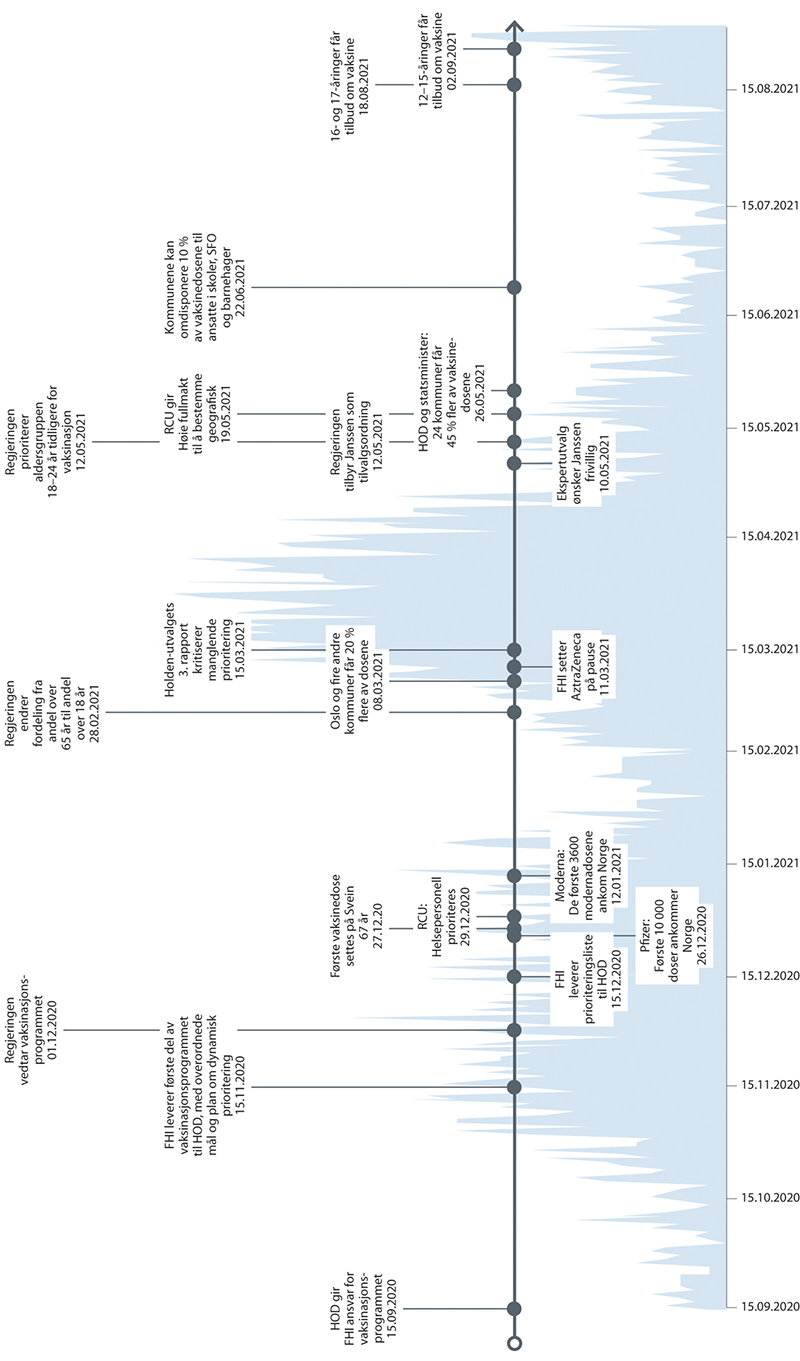 HOD gir
FHI ansvar for
vaksinasjons-
programmet
15.09.2020
FHI leverer første del av
vaksinasjonsprogrammet
til HOD, med overordnede
mål og plan om dynamisk
prioritering
15.11.2020
Regjeringen
vedtar vaksinasjons-
programmet
01.12.2020
FHI
leverer
prioriteringsliste
til HOD
15.12.2020
Pfizer:
Første 10 000
doser ankommer
Norge
26.12.2020
Første vaksinedose
settes på Svein
67 år
27.12.20
RCU:
Helsepersonell
prioriteres
29.12.2020
Moderna:
De første 3600
modernadosene
ankom Norge
12.01.2021
Regjeringen
endrer
fordeling fra
andel over
65 år til andel
over 18 år
28.02.2021
Oslo og fire andre
kommuner får 20 %
flere av dosene
08.03.2021
FHI setter
AztraZeneca
på pause
11.03.2021
Holden-utvalgets
3. rapport
kritiserer
manglende
prioritering
15.03.2021
Ekspertutvalg
ønsker Janssen
frivillig
10.05.2021
Regjeringen
prioriterer
aldersgruppen
18–24 år tidligere for
vaksinasjon
12.05.2021
Regjeringen
tilbyr Janssen som
tilvalgsordning
12.05.2021
RCU gir
Høie fullmakt
til å bestemme
geografisk
19.05.2021
HOD og statsminister:
24 kommuner får
45 % fler av vaksine-
dosene
26.05.2021
Kommunene kan
omdisponere 10 %
av vaksinedosene til
ansatte i skoler, SFO
og barnehager
22.06.2021
16- og 17-åringer får
tilbud om vaksine
18.08.2021
12–15-åringer får
tilbud om vaksine
02.09.2021
15.09.2020
15.10.2020
15.11.2020
15.12.2020
15.01.2021
15.02.2021
15.03.2021
15.04.2021
15.05.2021
15.06.2021
15.07.2021
15.08.2021